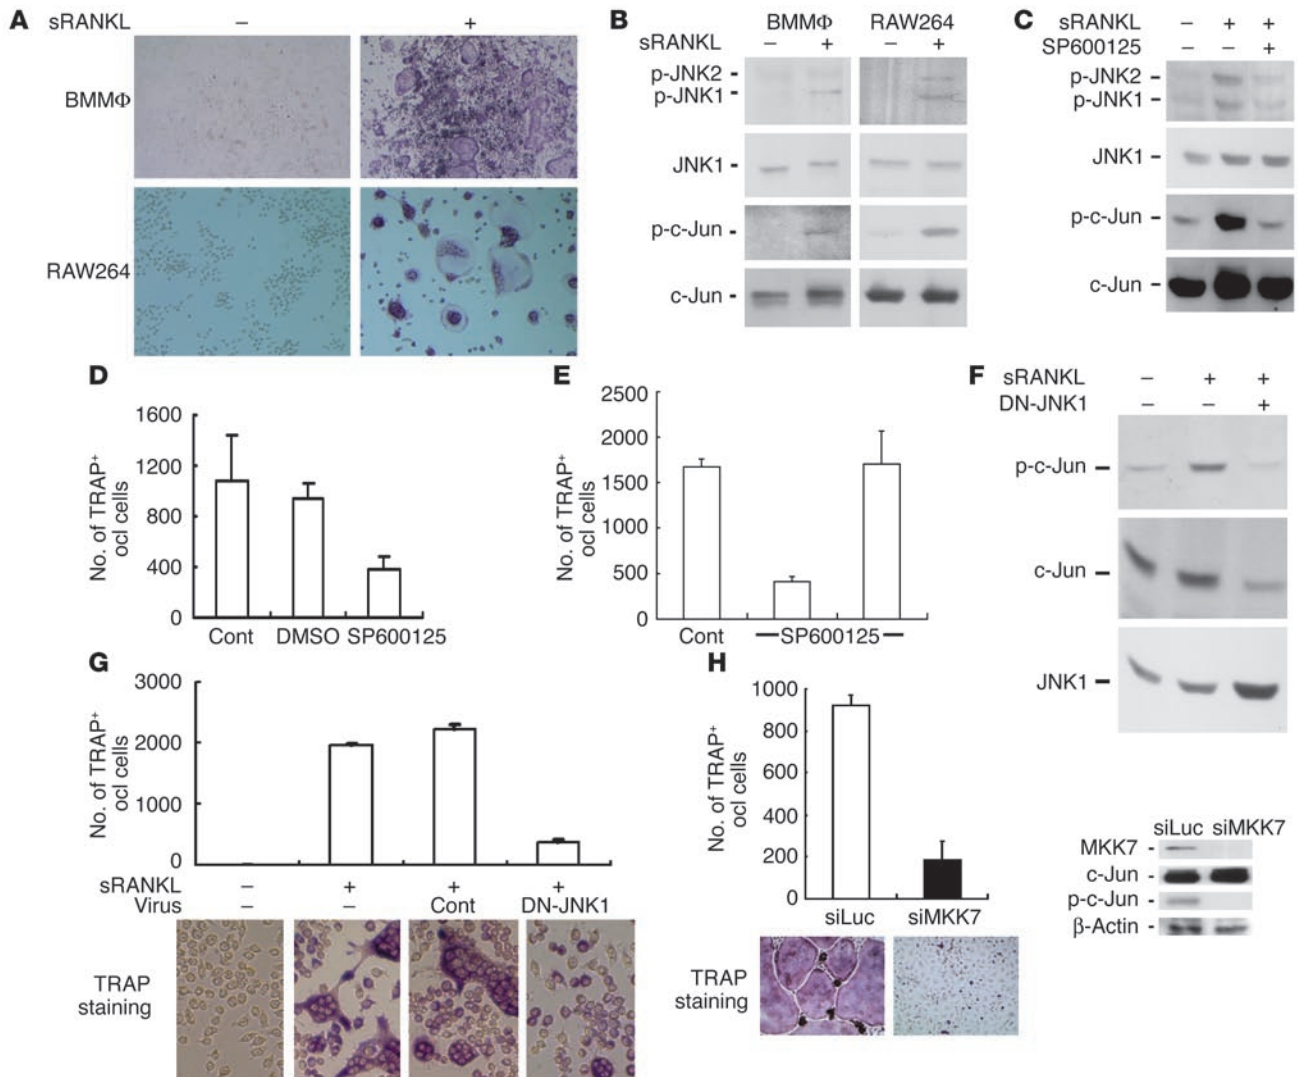 A
sRANKL – +
BMMΦ
RAW264
B
BMMΦ RAW264
sRANKL – + – +
p-JNK2 -
p-JNK1 -
JNK1 -
p-c-Jun -
c-Jun -
C
sRANKL – + +
SP600125 – – +
p-JNK2 -
p-JNK1 -
JNK1 -
p-c-Jun -
c-Jun -
D
No. of TRAP+
ocl cells
1600
1200
800
400
0
Cont DMSO SP600125
E
No. of TRAP+
ocl cells
2500
2000
1500
1000
500
0
Cont SP600125
F
sRANKL – + +
DN-JNK1 – – +
p-c-Jun –
c-Jun –
JNK1 –
G
No. of TRAP+
ocl cells
3000
2000
1000
0
sRANKL – + + +
Virus – – Cont DN-JNK1
TRAP
staining
H
No. of TRAP+
ocl cells
1000
800
600
400
200
0
siLuc siMKK7
TRAP
staining
siLuc siMKK7
MKK7 -
c-Jun -
p-c-Jun -
β-Actin -